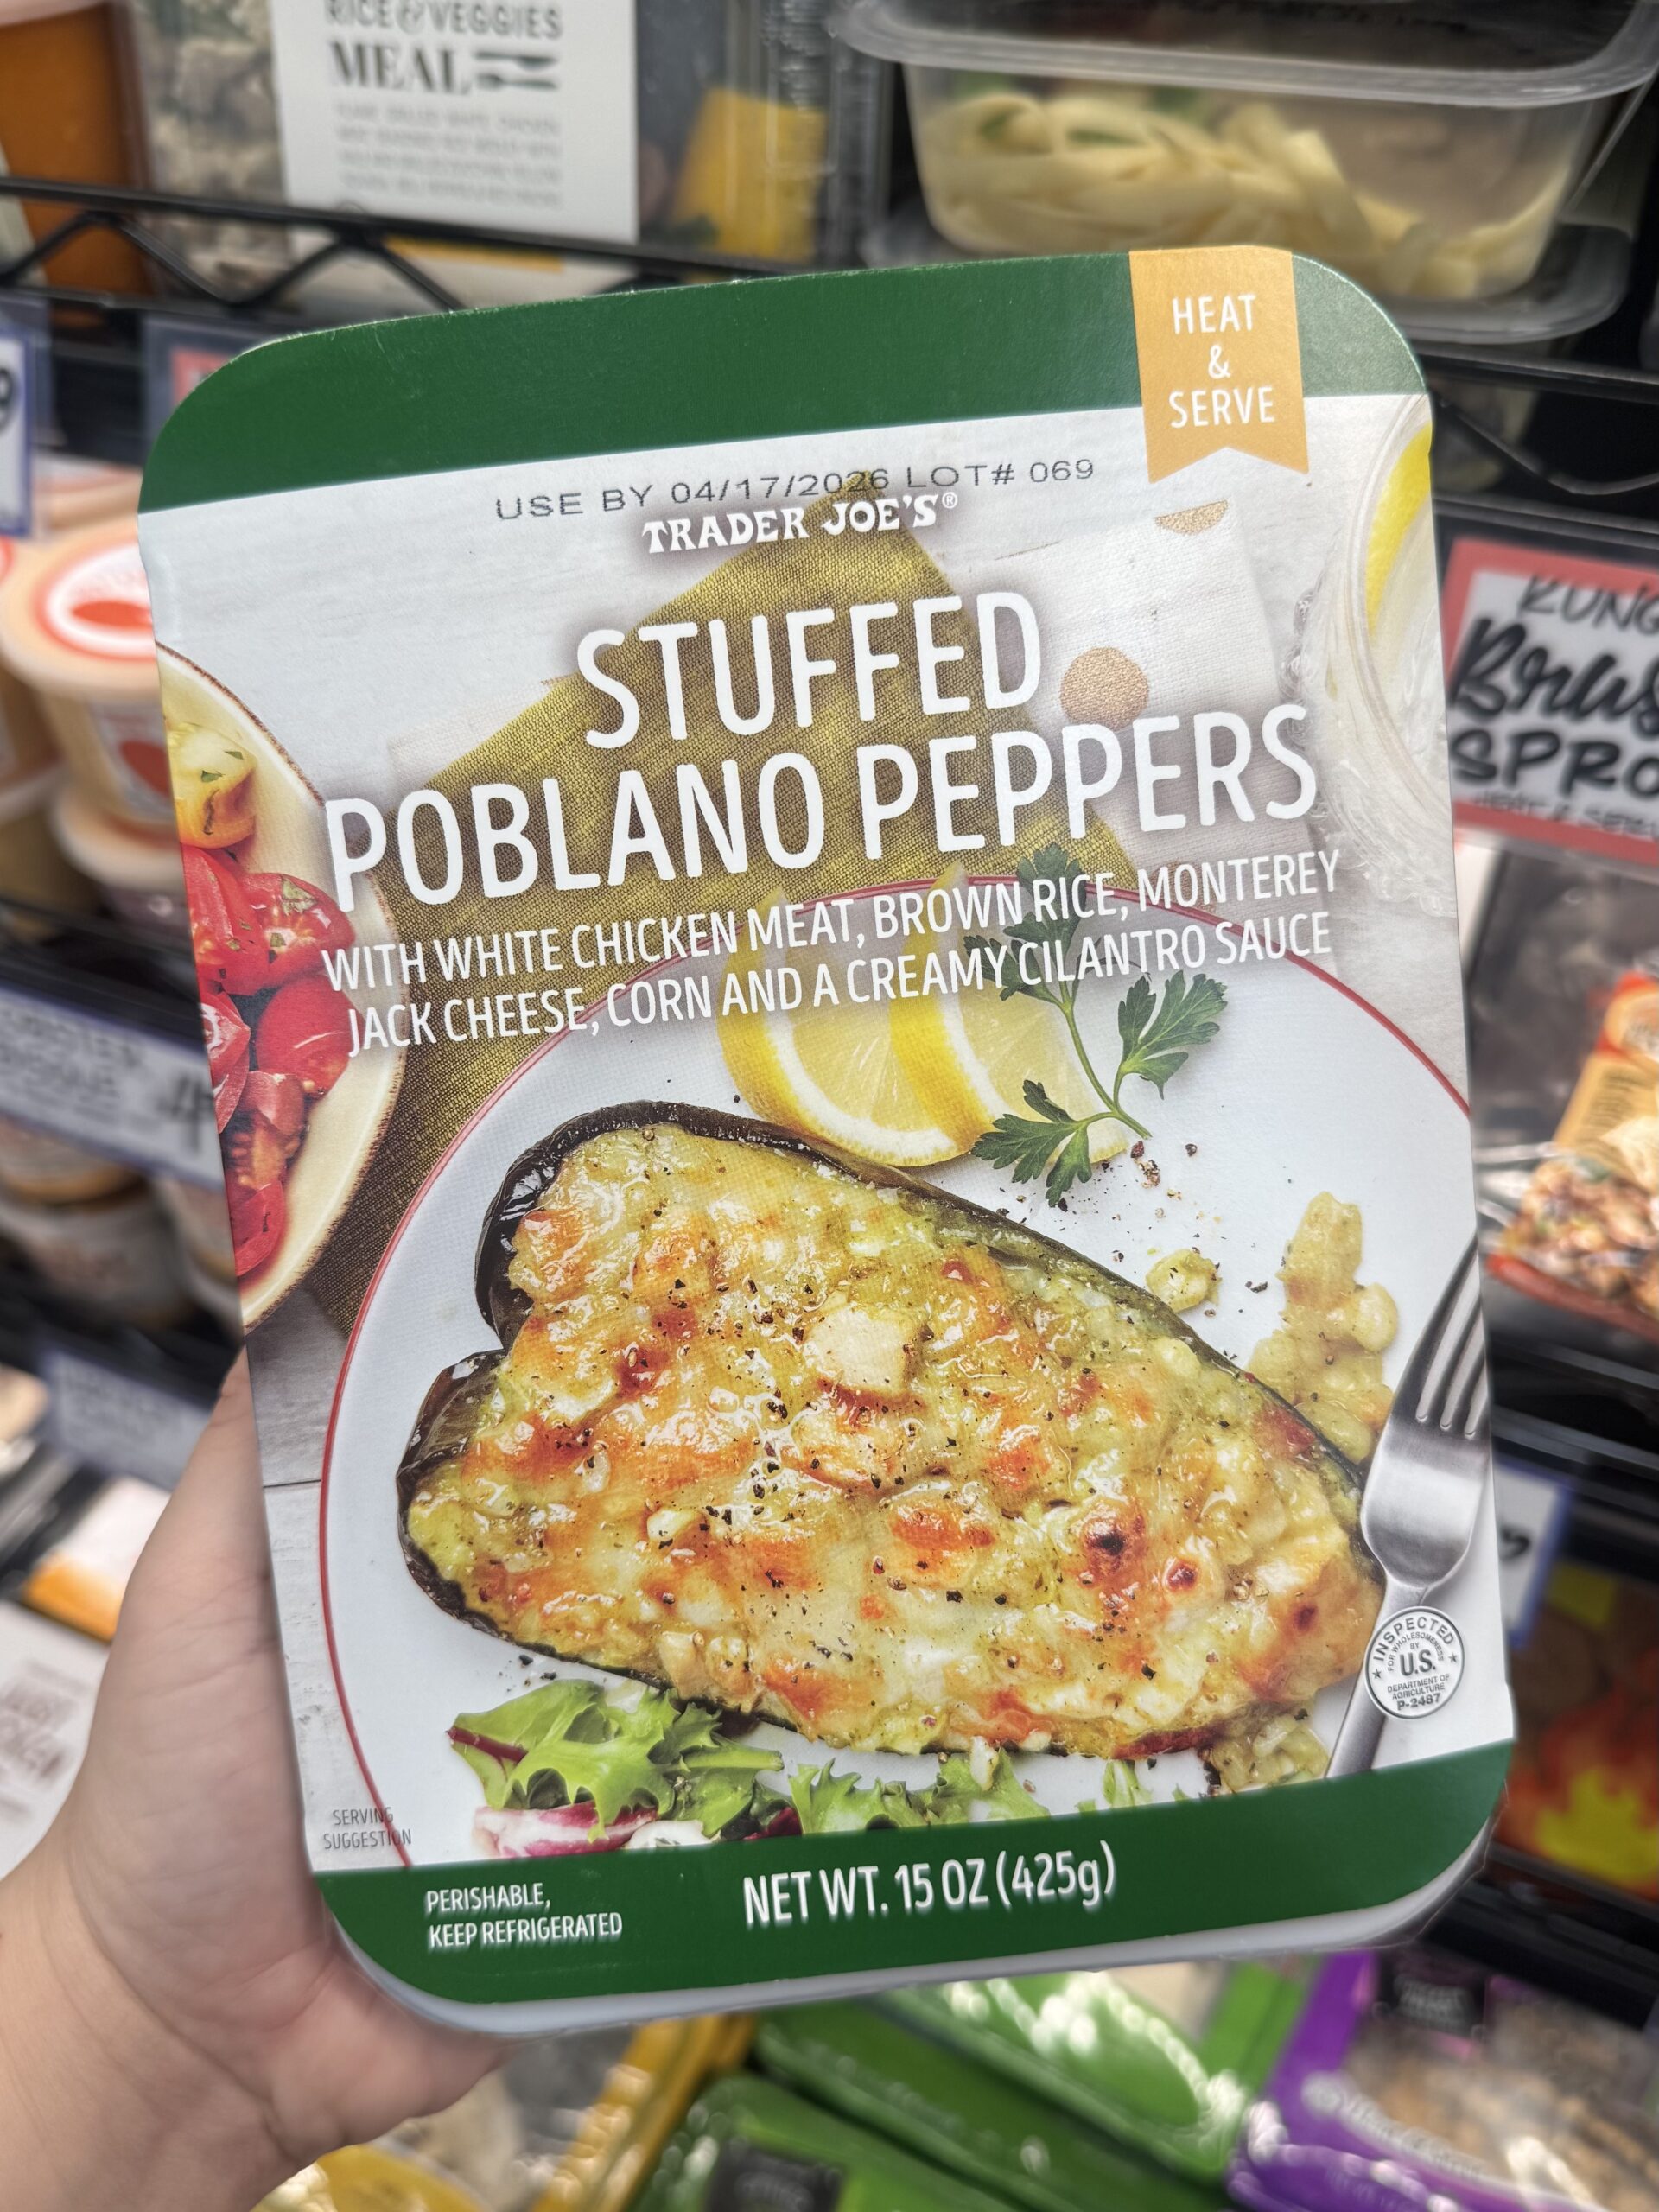 RICE & VEGGIES
MEAL
HEAT
&
SERVE
USE BY 04/17/2026 LOT# 069
TRADER JOE'S®
STUFFED
POBLANO PEPPERS
WITH WHITE CHICKEN MEAT, BROWN RICE, MONTEREY
JACK CHEESE, CORN AND A CREAMY CILANTRO SAUCE
KUNG
SPRO
INSPECTED
FOR WHOLESOMENESS
BY
U.S.
DEPARTMENT OF
AGRICULTURE
P-2487
SERVING
SUGGESTION
PERISHABLE,
KEEP REFRIGERATED
NET WT. 15 OZ (425g)